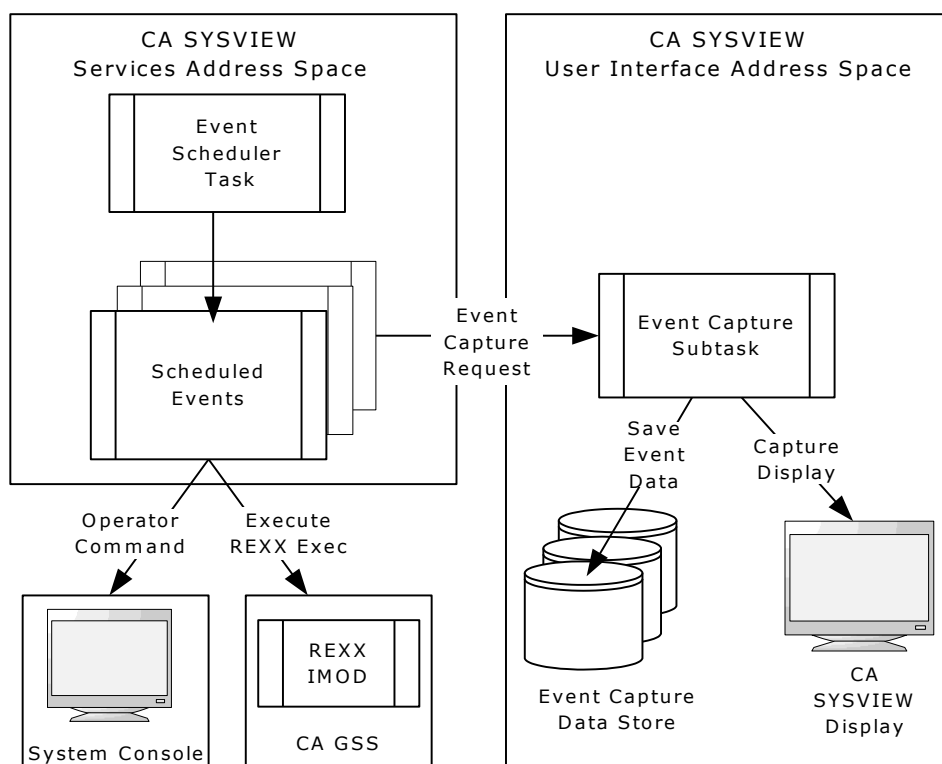 CA SYSVIEW
Services Address Space
Event
Scheduler
Task
Scheduled
Events
Operator
Command
Execute
REXX Exec
System Console
REXX
IMOD
CA GSS
Event
Capture
Request
CA SYSVIEW
User Interface Address Space
Event Capture
Subtask
Save
Event
Data
Capture
Display
Event Capture
Data Store
CA
SYSVIEW
Display